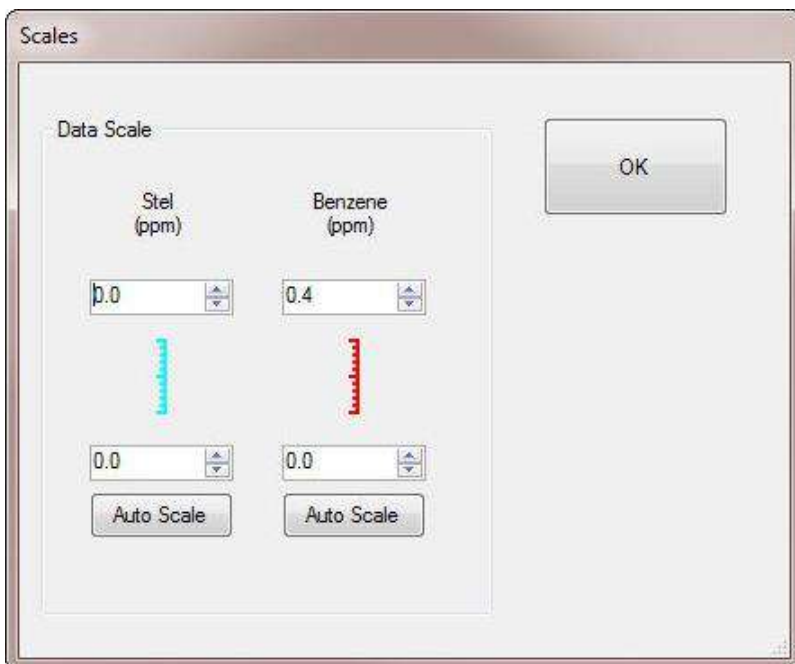 Scales
Data Scale
OK
Stel Benzene
(ppm) (ppm)
0.0 0.4
0.0 0.0
Auto Scale Auto Scale